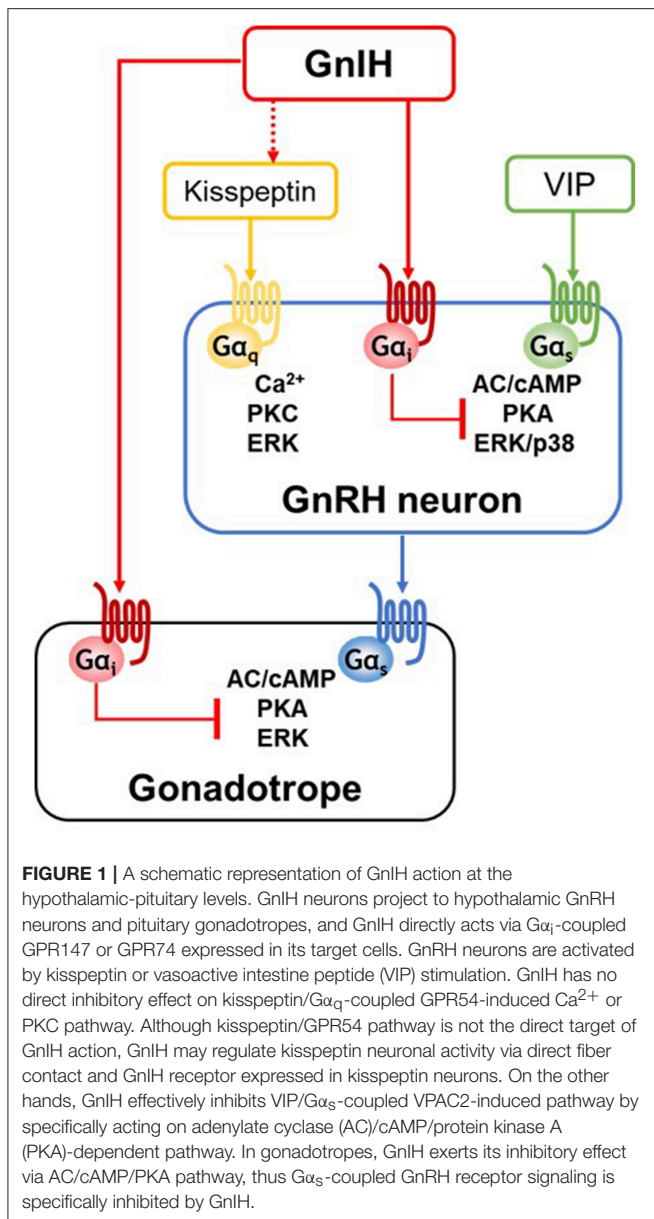 GnIH
Kisspeptin
VIP
Gαq
Gαi
Gαs
Ca2+
PKC
ERK
AC/cAMP
PKA
ERK/p38
GnRH neuron
Gαi
Gαs
AC/cAMP
PKA
ERK
Gonadotrope
FIGURE 1 | A schematic representation of GnIH action at the
hypothalamic-pituitary levels. GnIH neurons project to hypothalamic GnRH
neurons and pituitary gonadotropes, and GnIH directly acts via Gαi-coupled
GPR147 or GPR74 expressed in its target cells. GnRH neurons are activated
by kisspeptin or vasoactive intestine peptide (VIP) stimulation. GnIH has no
direct inhibitory effect on kisspeptin/Gαq-coupled GPR54-induced Ca2+ or
PKC pathway. Although kisspeptin/GPR54 pathway is not the direct target of
GnIH action, GnIH may regulate kisspeptin neuronal activity via direct fiber
contact and GnIH receptor expressed in kisspeptin neurons. On the other
hands, GnIH effectively inhibits VIP/Gαs-coupled VPAC2-induced pathway by
specifically acting on adenylate cyclase (AC)/cAMP/protein kinase A
(PKA)-dependent pathway. In gonadotropes, GnIH exerts its inhibitory effect
via AC/cAMP/PKA pathway, thus Gαs-coupled GnRH receptor signaling is
specifically inhibited by GnIH.